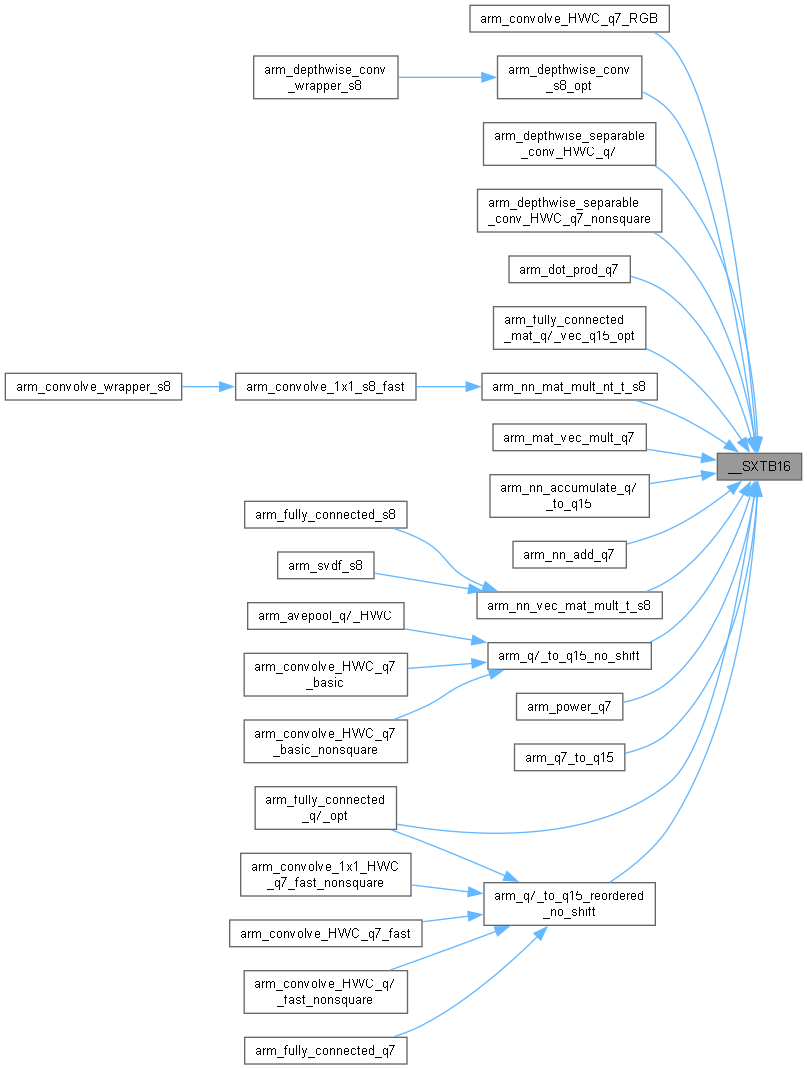 arm_convolve_HWC_q7_RGB
arm_depthwise_conv
_wrapper_s8
arm_depthwise_conv
_s8_opt
arm_depthwise_separable
_conv_HWC_q7
arm_depthwise_separable
_conv_HWC_q7_nonsquare
arm_dot_prod_q7
arm_fully_connected
_mat_q7_vec_q15_opt
arm_convolve_wrapper_s8
arm_convolve_1x1_s8_fast
arm_nn_mat_mult_nt_t_s8
arm_mat_vec_mult_q7
__SXTB16
arm_nn_accumulate_q7
_to_q15
arm_fully_connected_s8
arm_nn_add_q7
arm_svdf_s8
arm_nn_vec_mat_mult_t_s8
arm_avepool_q7_HWC
arm_q7_to_q15_no_shift
arm_convolve_HWC_q7
_basic
arm_power_q7
arm_convolve_HWC_q7
_basic_nonsquare
arm_q7_to_q15
arm_fully_connected
_q7_opt
arm_convolve_1x1_HWC
_q7_fast_nonsquare
arm_q7_to_q15_reordered
_no_shift
arm_convolve_HWC_q7_fast
arm_convolve_HWC_q7
_fast_nonsquare
arm_fully_connected_q7